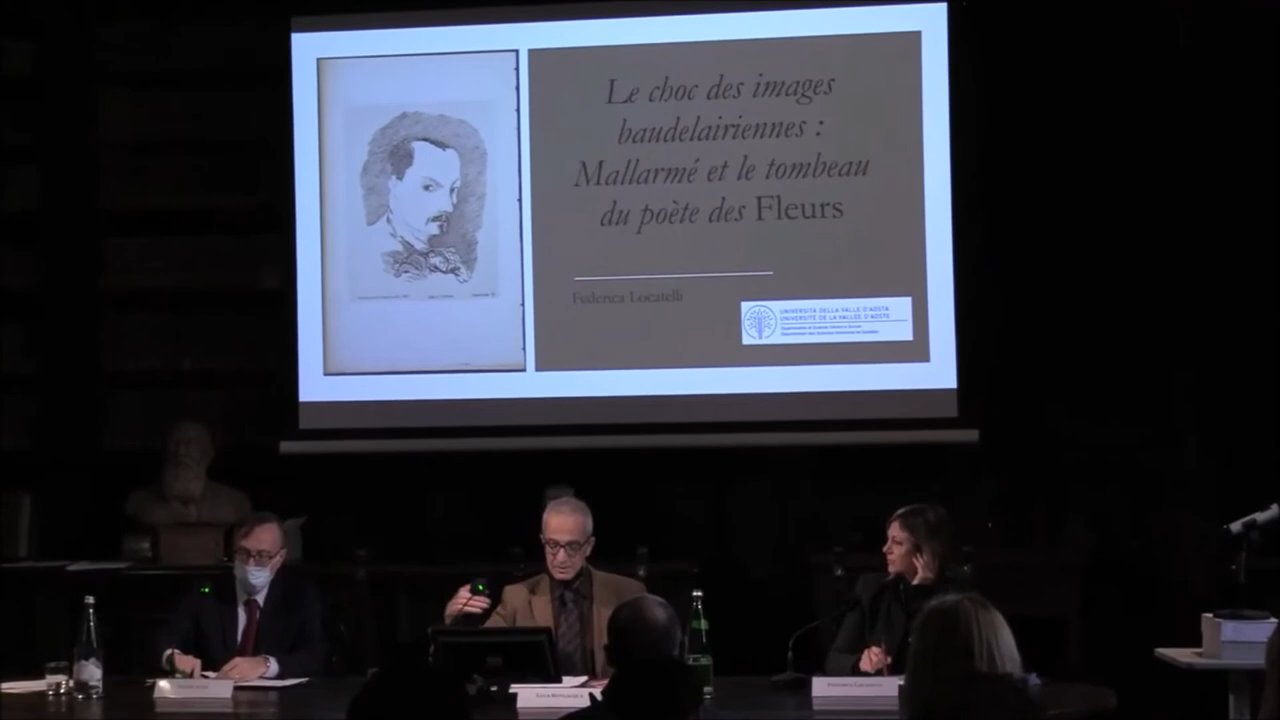 Le choc des images
baudelairiennes :
Mallarmé et le tombeau
du poète des Fleurs
Federica Locatelli
UNIVERSITÀ DELLA VALLE D'AOSTA
UNIVERSITÉ DE LA VALLÉE D'AOSTE